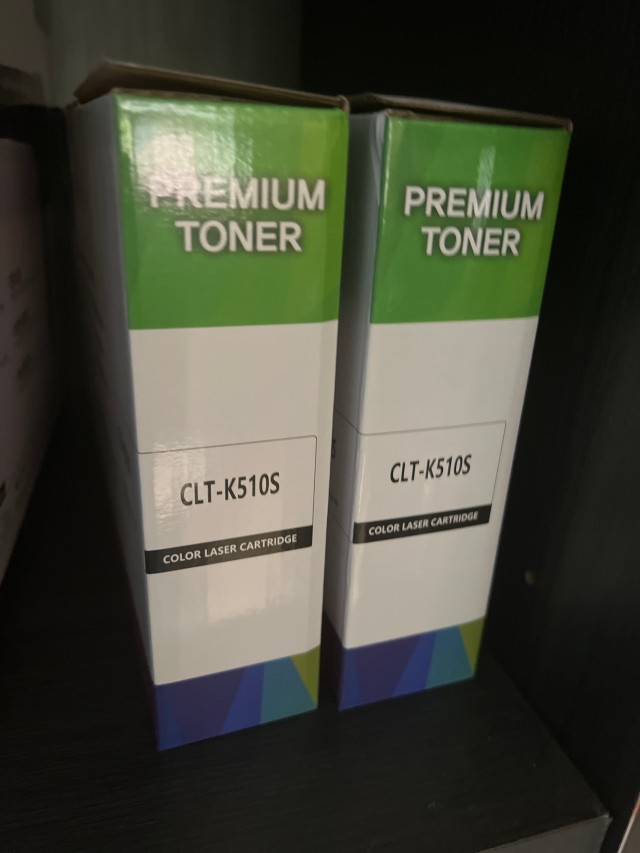 PREMIUM
TONER
CLT-K510S
COLOR LASER CARTRIDGE
PREMIUM
TONER
CLT-K510S
COLOR LASER CARTRIDGE